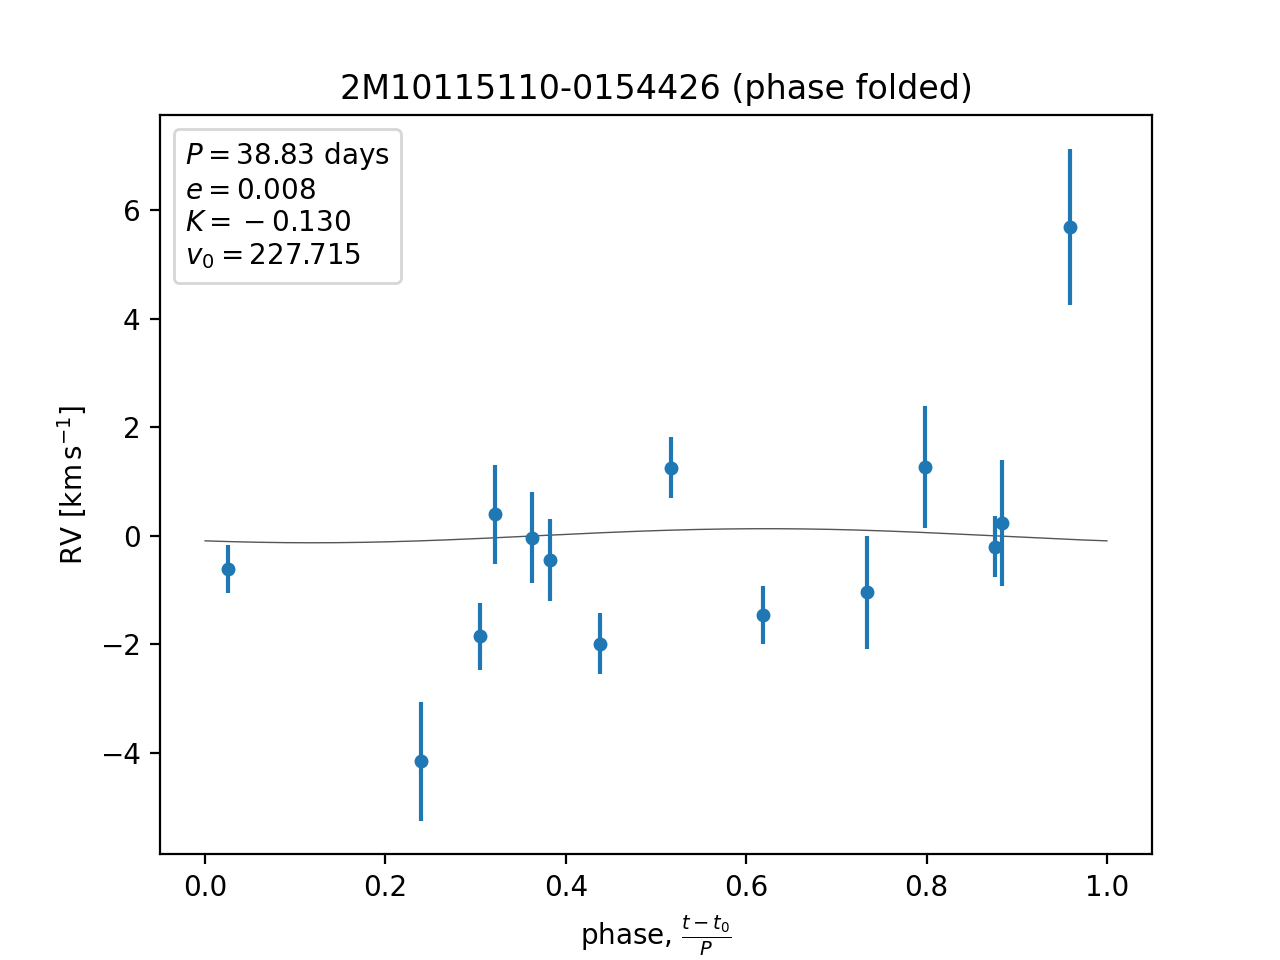 2M10115110-0154426 (phase folded)
P = 38.83 days
e = 0.008
K = −0.130
v₀ = 227.715
6
4
2
0
−2
−4
RV [km s⁻¹]
0.0 0.2 0.4 0.6 0.8 1.0
phase, (t − t₀)/P